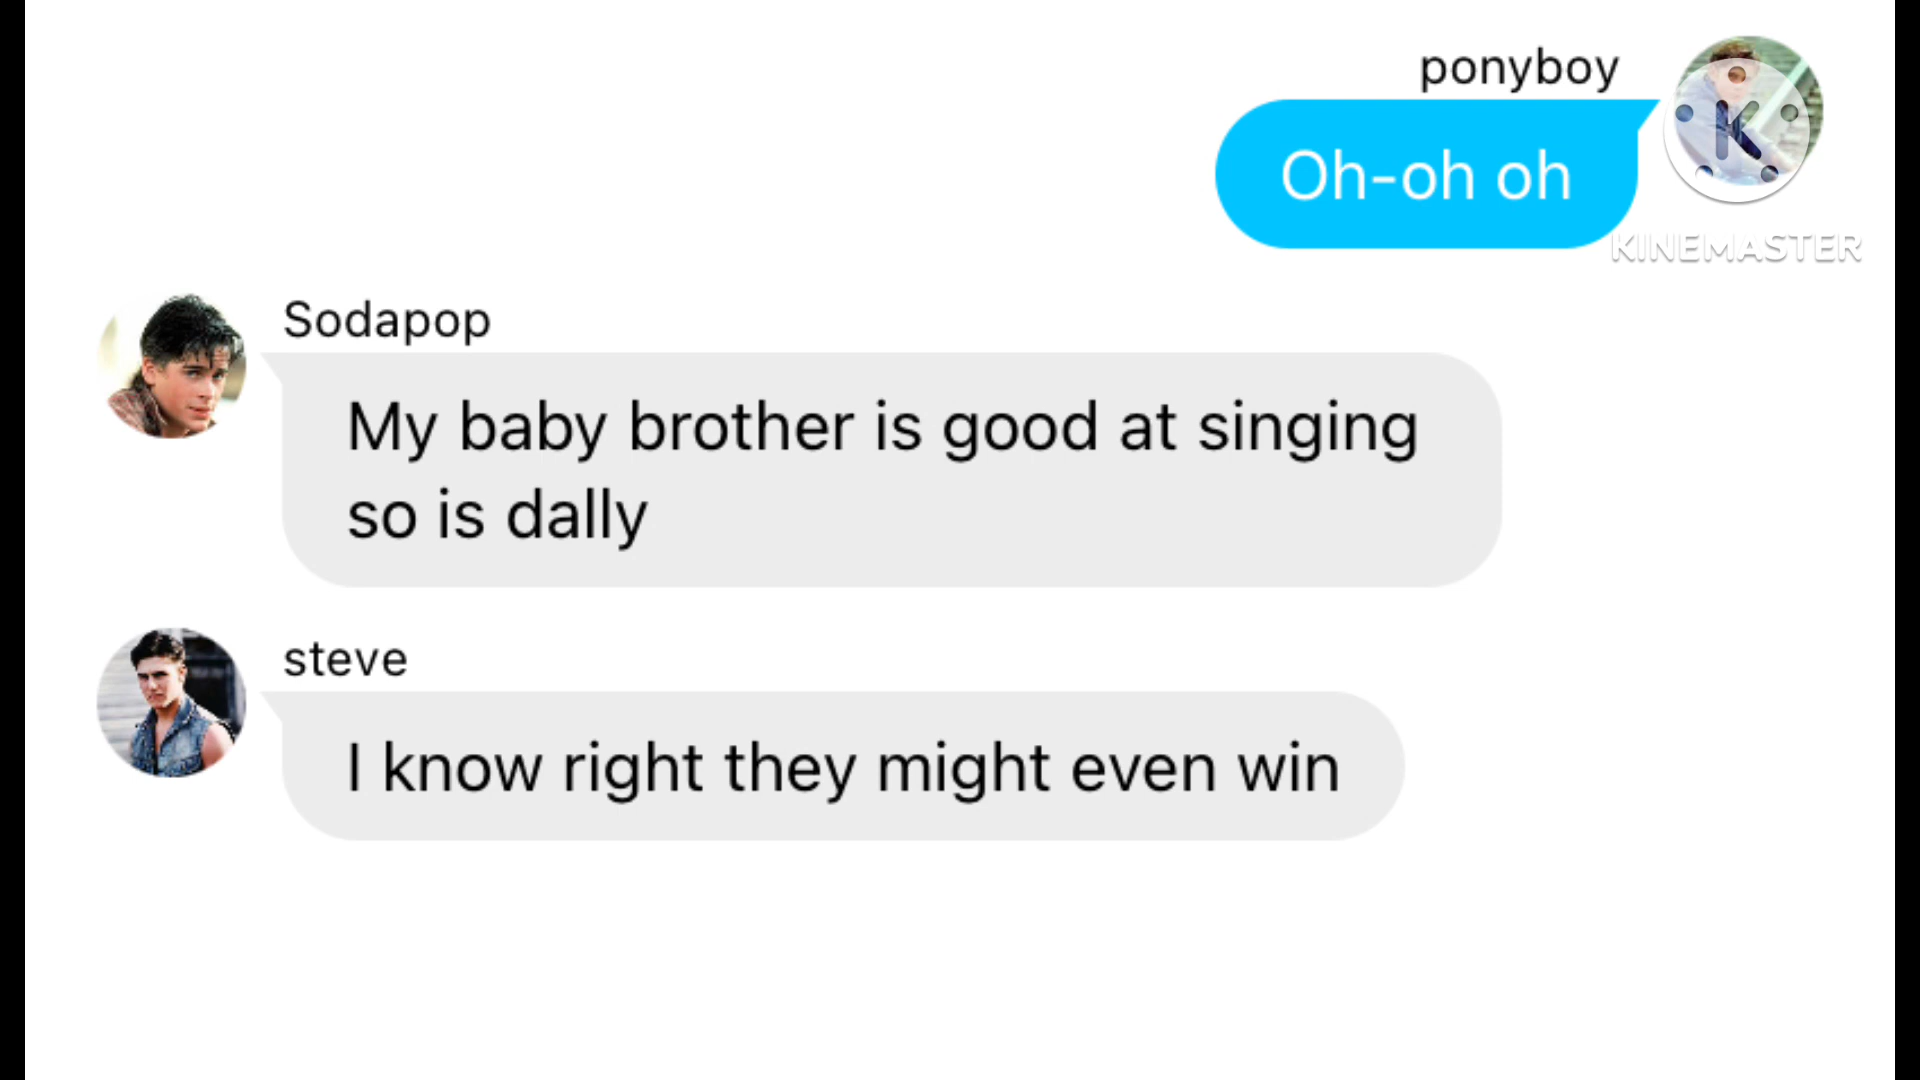 ponyboy
Oh-oh oh
K
KINEMASTER
Sodapop
My baby brother is good at singing
so is dally
steve
I know right they might even win